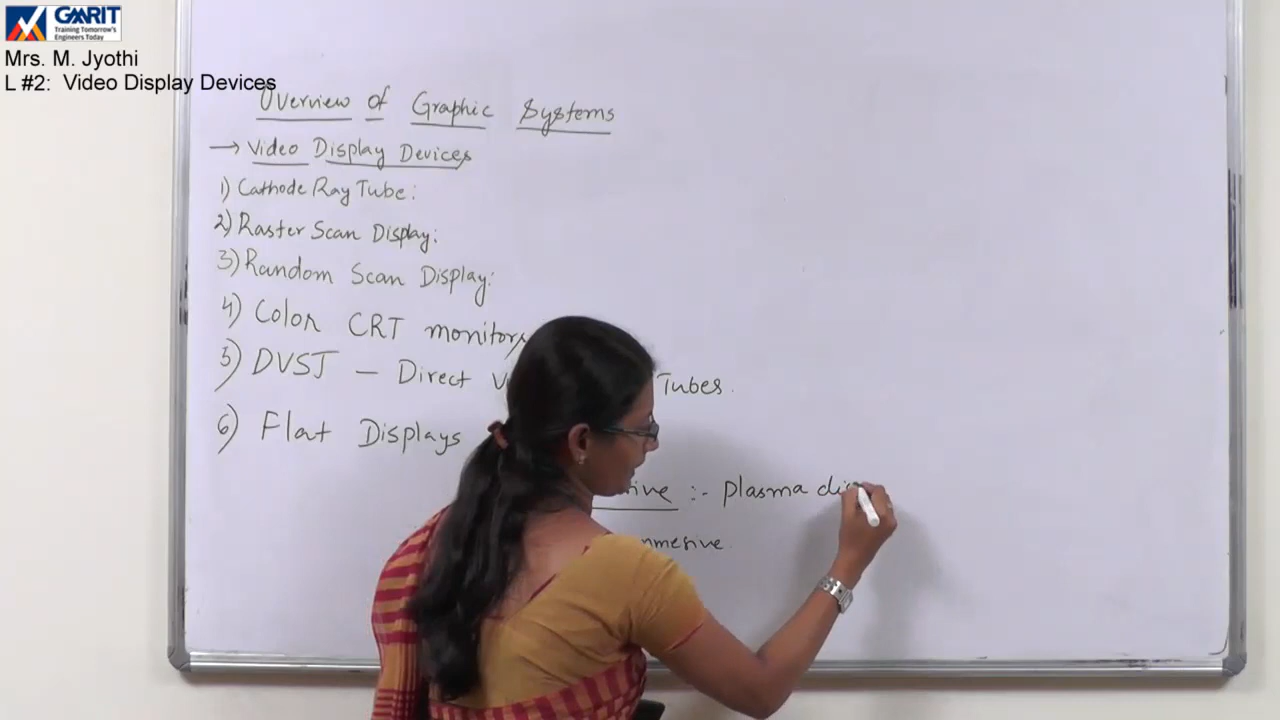 GMRIT
Training Tomorrow's
Engineers Today
Mrs. M. Jyothi
L #2: Video Display Devices
Overview of Graphic Systems
→ Video Display Devices
1) Cathode Ray Tube:
2) Raster Scan Display:
3) Random Scan Display:
4) Color CRT monitors
5) DVST - Direct Tubes.
6) Flat Displays
:- Plasma dis